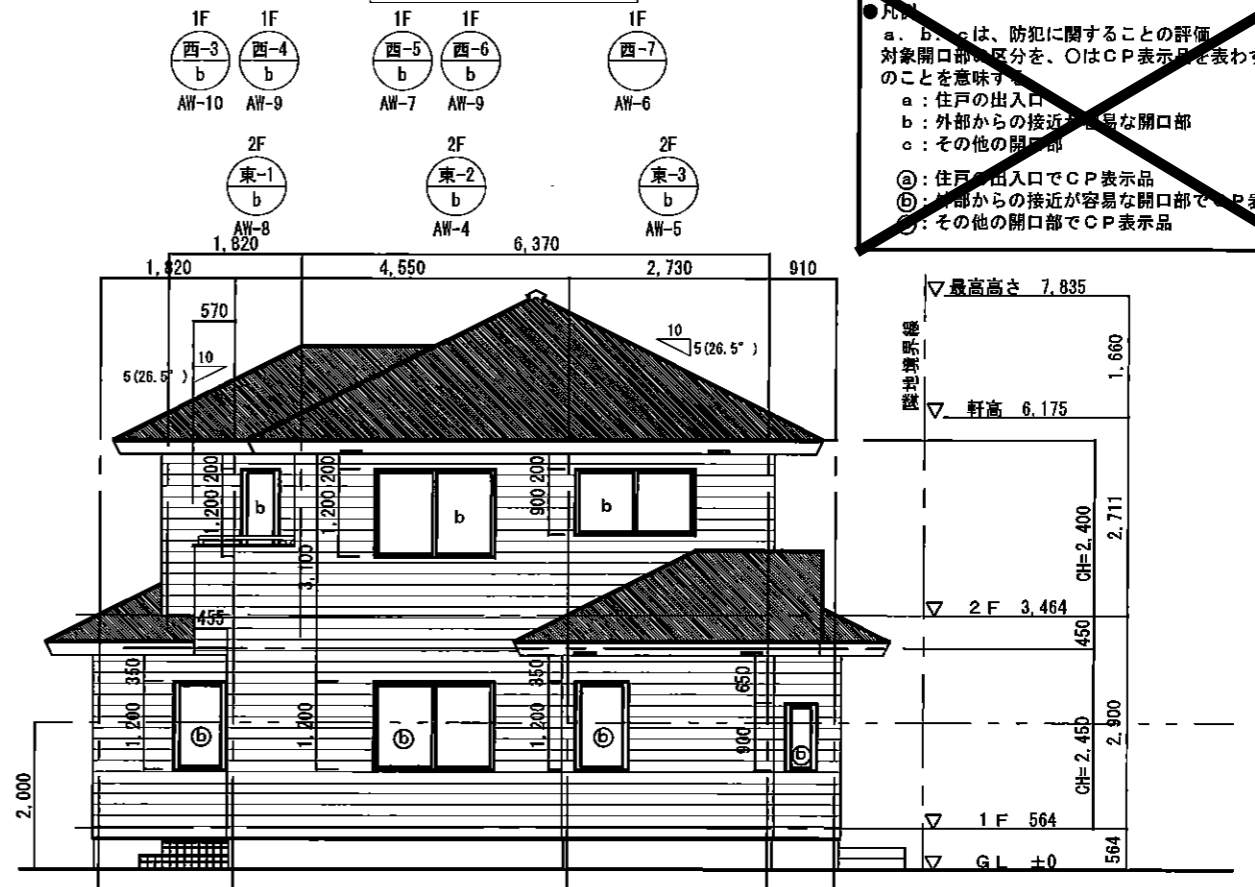 1F 1F 1F 1F 1F
西-3 西-4 西-5 西-6 西-7
b b b b
AW-10 AW-9 AW-7 AW-9 AW-6
2F 2F 2F
東-1 東-2 東-3
b b b
AW-8 AW-4 AW-5
●凡例
a．b．cは、防犯に関することの評価
対象開口部の区分を、○はCP表示品を表わす
のことを意味する
a：住戸の出入口
b：外部からの接近が容易な開口部
c：その他の開口部
ⓐ：住戸の出入口でCP表示品
ⓑ：外部からの接近が容易な開口部でCP表
：その他の開口部でCP表示品
1,820 6,370
1,820 4,550 2,730 910
570
10
5(26.5°)
10
5(26.5°)
▽最高高さ 7,835
隣地境界線
1,660
▽ 軒高 6,175
1,200 200
1,200 200
900 200
b b b
3,100
CH=2,400
2,711
▽ 2F 3,464
455
450
350
1,200
1,200
350
1,200
650
900
ⓑ ⓑ ⓑ ⓑ
CH=2,450
2,900
2,000
▽ 1F 564
564
▽ GL ±0